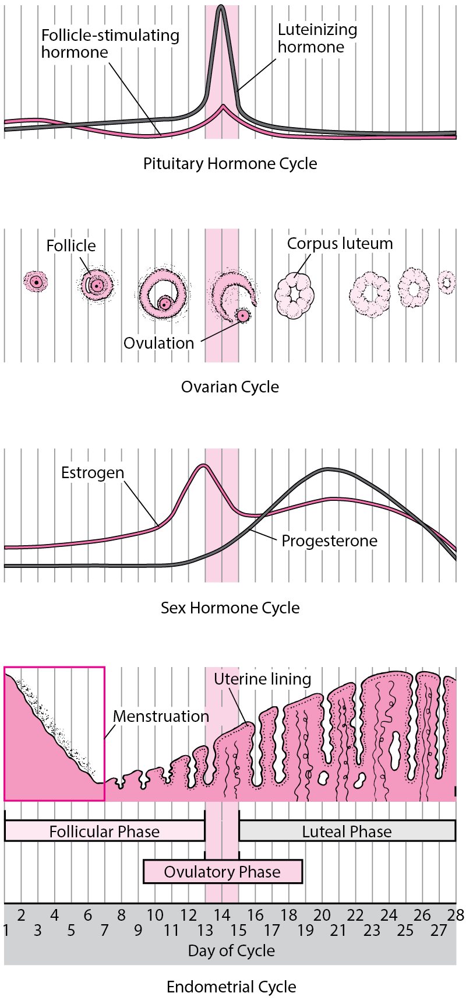 Follicle-stimulating
hormone
Luteinizing
hormone
Pituitary Hormone Cycle
Follicle
Corpus luteum
Ovulation
Ovarian Cycle
Estrogen
Progesterone
Sex Hormone Cycle
Uterine lining
Menstruation
Follicular Phase
Luteal Phase
Ovulatory Phase
2 4 6 8 10 12 14 16 18 20 22 24 26 28
1 3 5 7 9 11 13 15 17 19 21 23 25 27
Day of Cycle
Endometrial Cycle